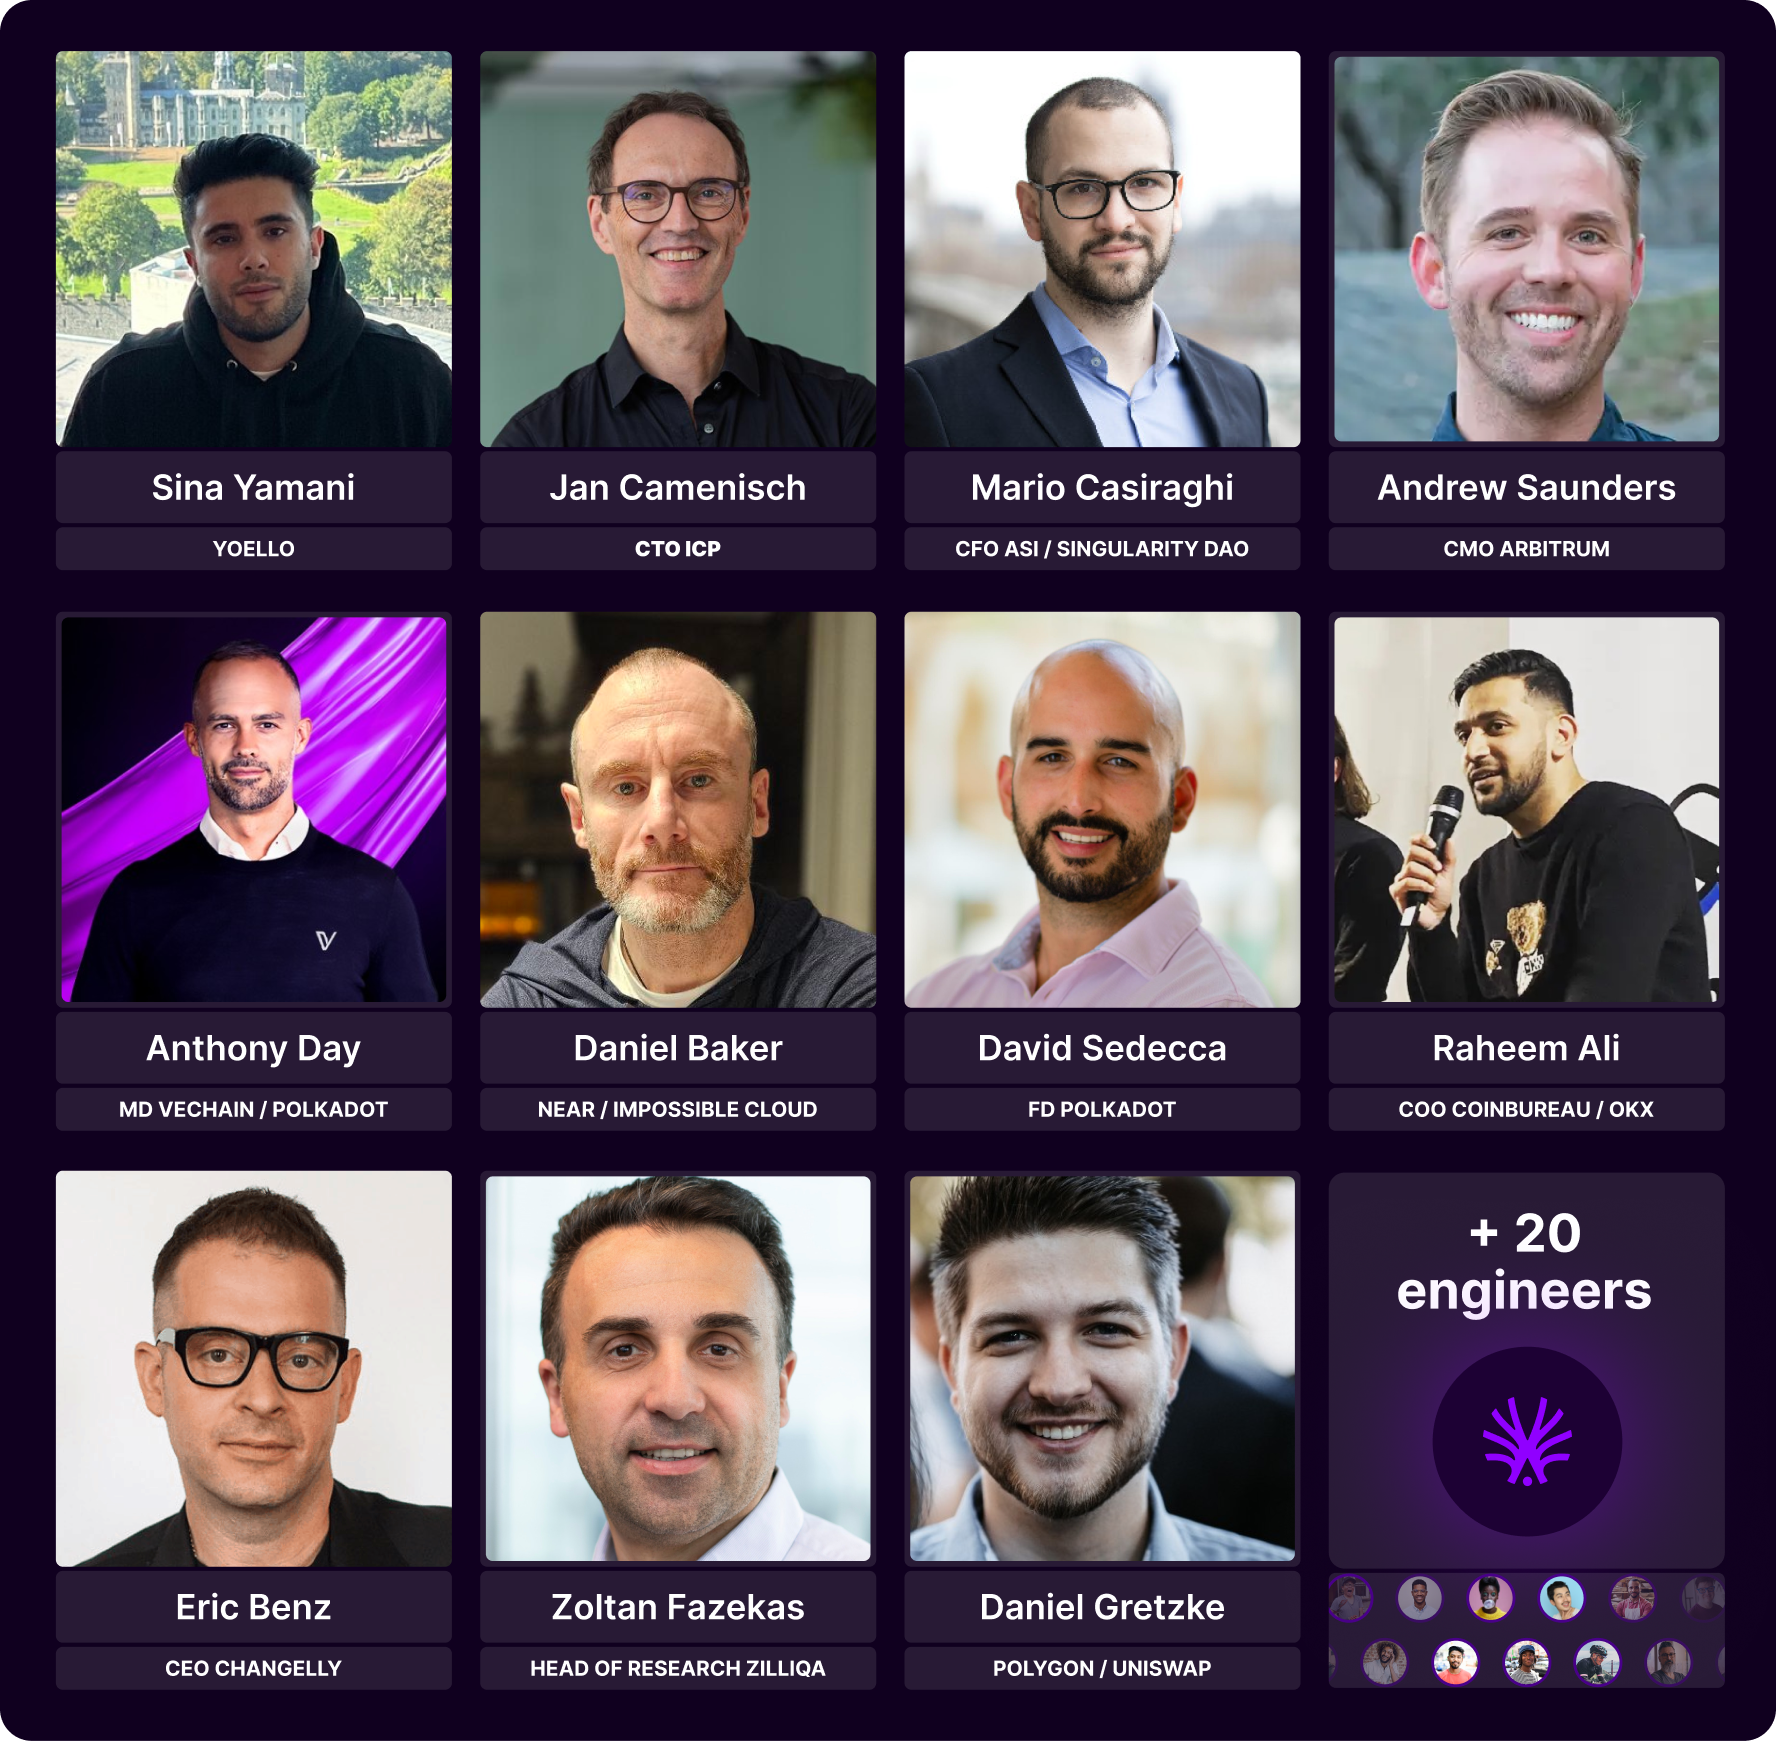 Sina Yamani
YOELLO
Jan Camenisch
CTO ICP
Mario Casiraghi
CFO ASI / SINGULARITY DAO
Andrew Saunders
CMO ARBITRUM
Anthony Day
MD VECHAIN / POLKADOT
Daniel Baker
NEAR / IMPOSSIBLE CLOUD
David Sedecca
FD POLKADOT
Raheem Ali
COO COINBUREAU / OKX
Eric Benz
CEO CHANGELLY
Zoltan Fazekas
HEAD OF RESEARCH ZILLIQA
Daniel Gretzke
POLYGON / UNISWAP
+ 20
engineers